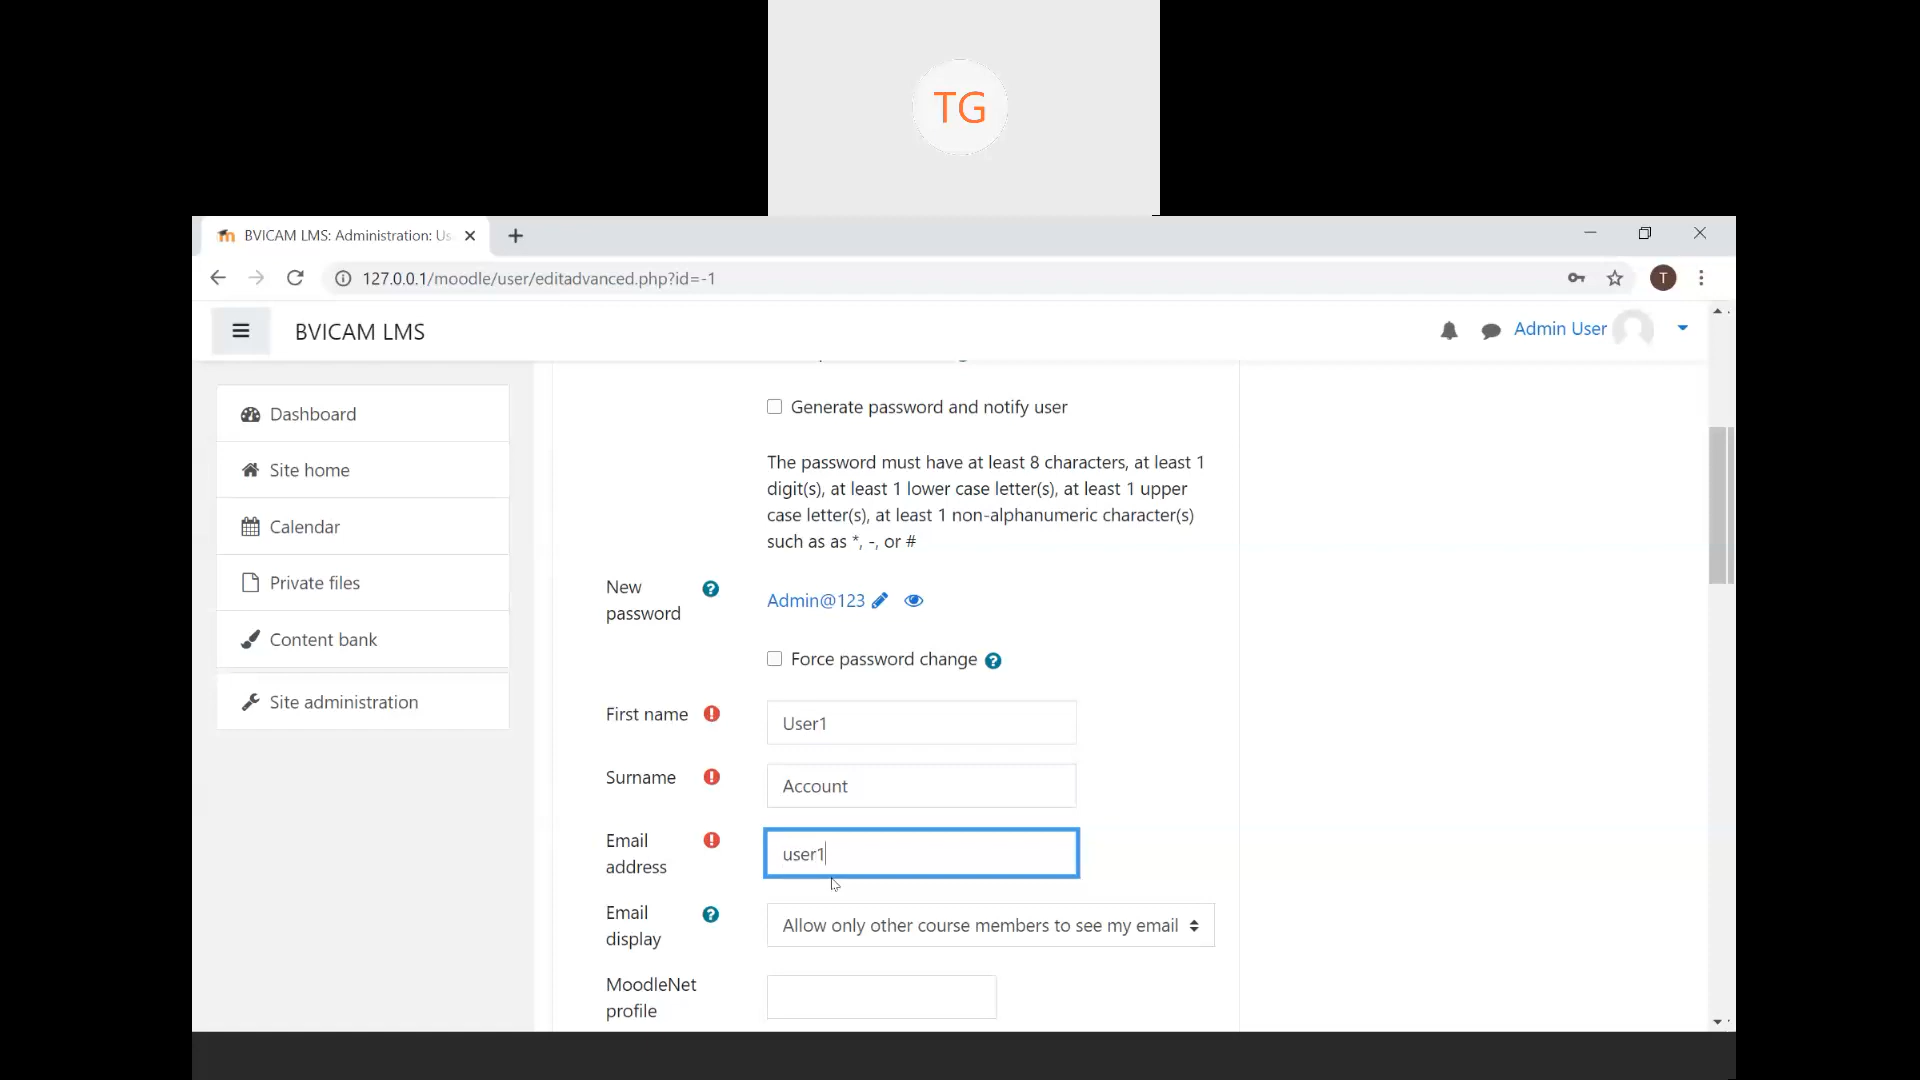 TG
BVICAM LMS: Administration: Us
127.0.0.1/moodle/user/editadvanced.php?id=-1
T
BVICAM LMS
Admin User
Dashboard
Site home
Calendar
Private files
Content bank
Site administration
Generate password and notify user
The password must have at least 8 characters, at least 1
digit(s), at least 1 lower case letter(s), at least 1 upper
case letter(s), at least 1 non-alphanumeric character(s)
such as as *, -, or #
New
password
Admin@123
Force password change
First name
User1
Surname
Account
Email
address
user1
Email
display
Allow only other course members to see my email
MoodleNet
profile